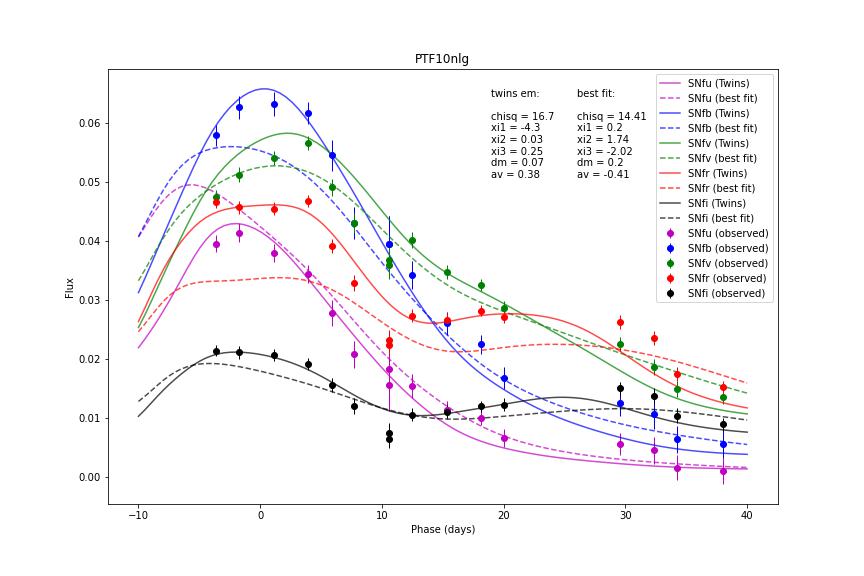 PTF10nlg
twins em:
chisq = 16.7
xi1 = -4.3
xi2 = 0.03
xi3 = 0.25
dm = 0.07
av = 0.38
best fit:
chisq = 14.41
xi1 = 0.2
xi2 = 1.74
xi3 = -2.02
dm = 0.2
av = -0.41
SNfu (Twins)
SNfu (best fit)
SNfb (Twins)
SNfb (best fit)
SNfv (Twins)
SNfv (best fit)
SNfr (Twins)
SNfr (best fit)
SNfi (Twins)
SNfi (best fit)
SNfu (observed)
SNfb (observed)
SNfv (observed)
SNfr (observed)
SNfi (observed)
Flux
0.06
0.05
0.04
0.03
0.02
0.01
0.00
−10
0
10
20
30
40
Phase (days)